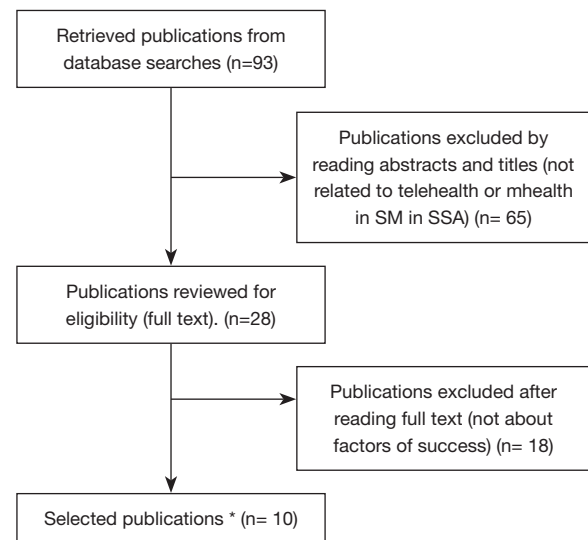 Retrieved publications from
database searches (n=93)
Publications excluded by
reading abstracts and titles (not
related to telehealth or mhealth
in SM in SSA) (n= 65)
Publications reviewed for
eligibility (full text). (n=28)
Publications excluded after
reading full text (not about
factors of success) (n= 18)
Selected publications * (n= 10)